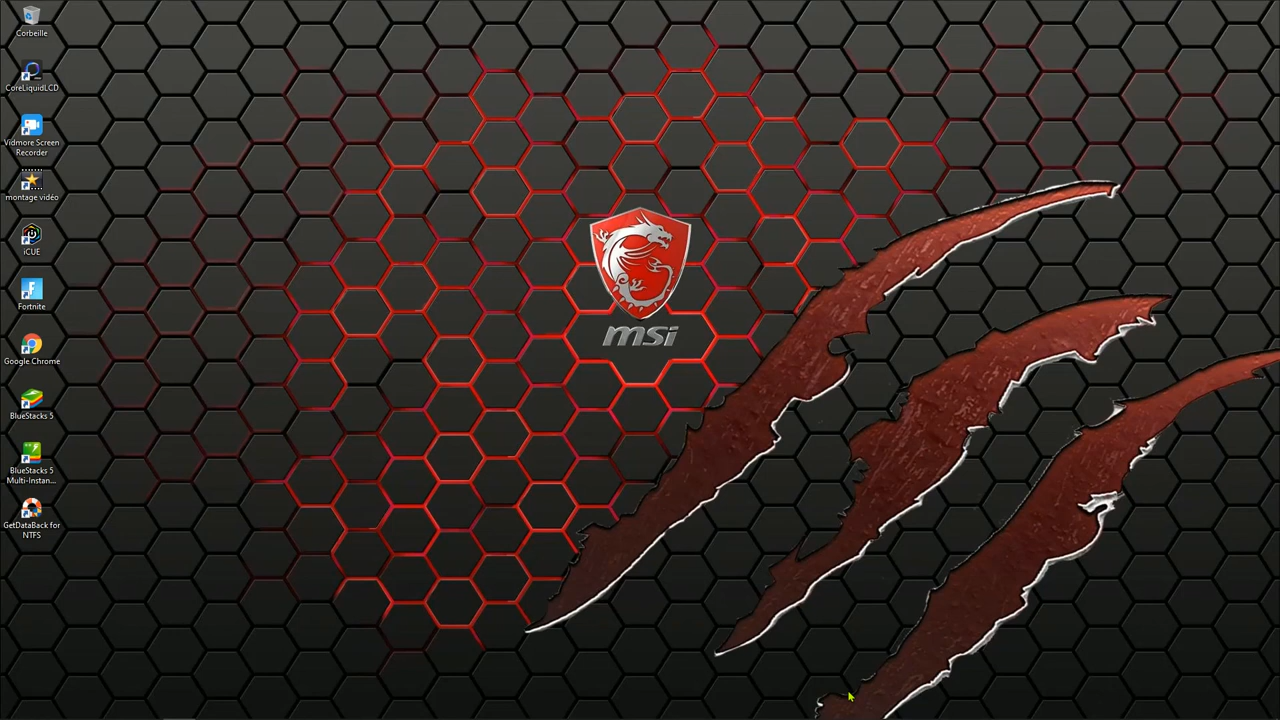 Corbeille
CoreLiquidLCD
Vidmore Screen
Recorder
montage vidéo
iCUE
Fortnite
Google Chrome
BlueStacks 5
BlueStacks 5
Multi-Instan...
GetDataBack for
NTFS
msi